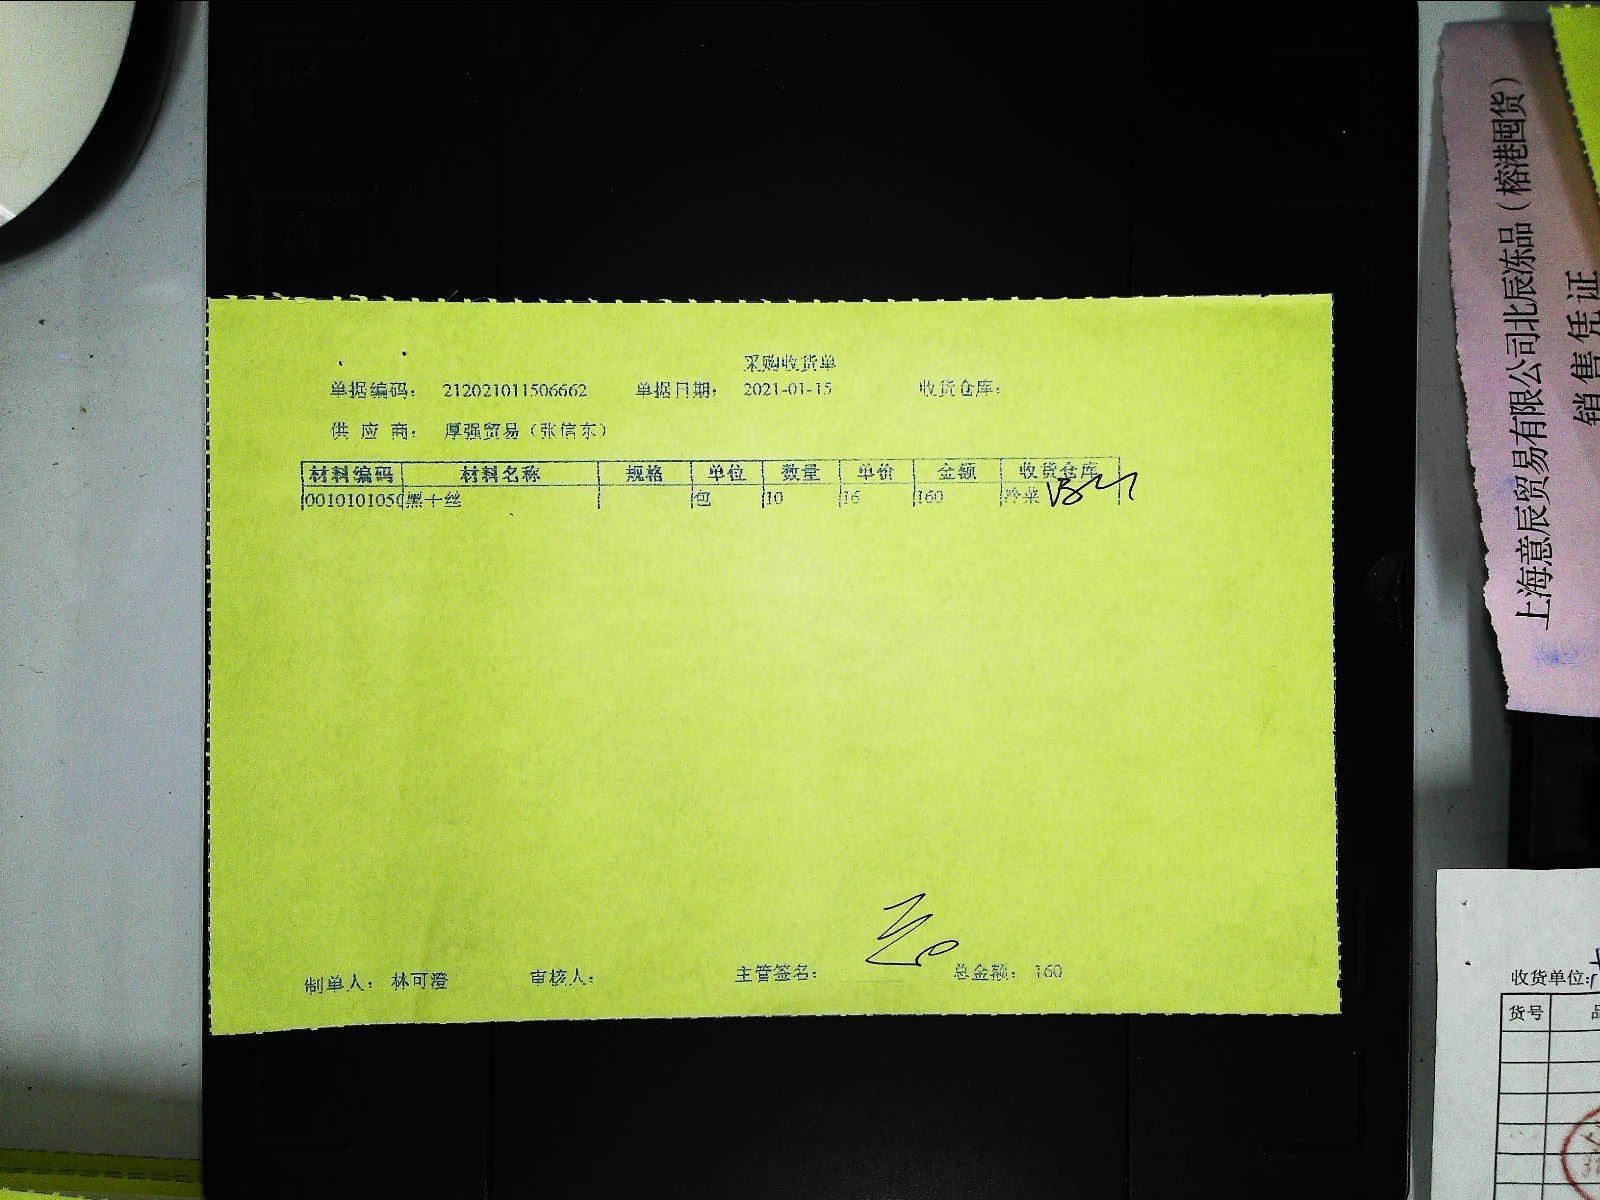 采购收货单
单据编码： 212021011506662 单据日期： 2021-01-15 收货仓库：
供 应 商： 厚强贸易（张信东）
材料编码 材料名称 规格 单位 数量 单价 金额 收货仓库
0010101050 黑千丝 包 10 16 160 冷菜
制单人： 林可澄 审核人： 主管签名： 总金额： 160
上海意辰贸易有限公司北辰冻品（榕港囤货）
销售凭证
收货单位:
货号 品